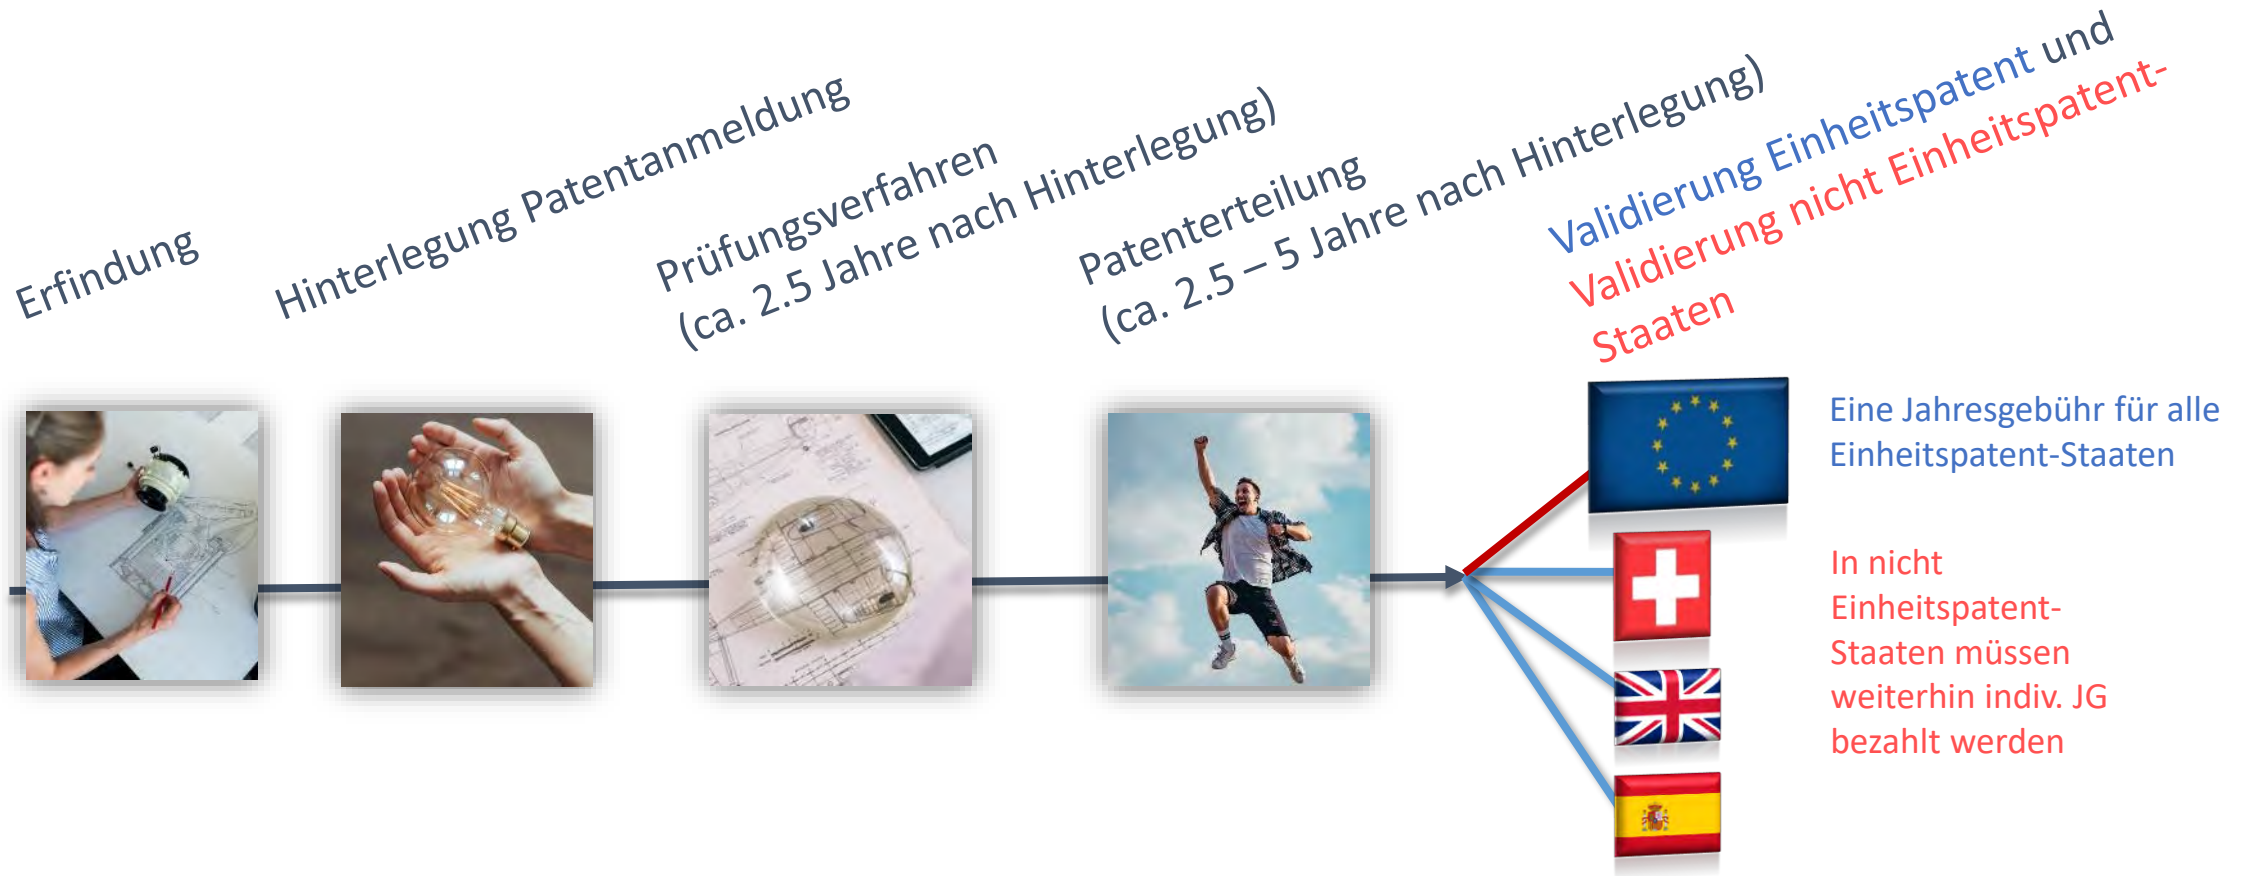 Erfindung
Hinterlegung Patentanmeldung
Prüfungsverfahren
(ca. 2.5 Jahre nach Hinterlegung)
Patenterteilung
(ca. 2.5 – 5 Jahre nach Hinterlegung)
Validierung Einheitspatent und
Validierung nicht Einheitspatent-
Staaten
Eine Jahresgebühr für alle
Einheitspatent-Staaten
In nicht
Einheitspatent-
Staaten müssen
weiterhin indiv. JG
bezahlt werden